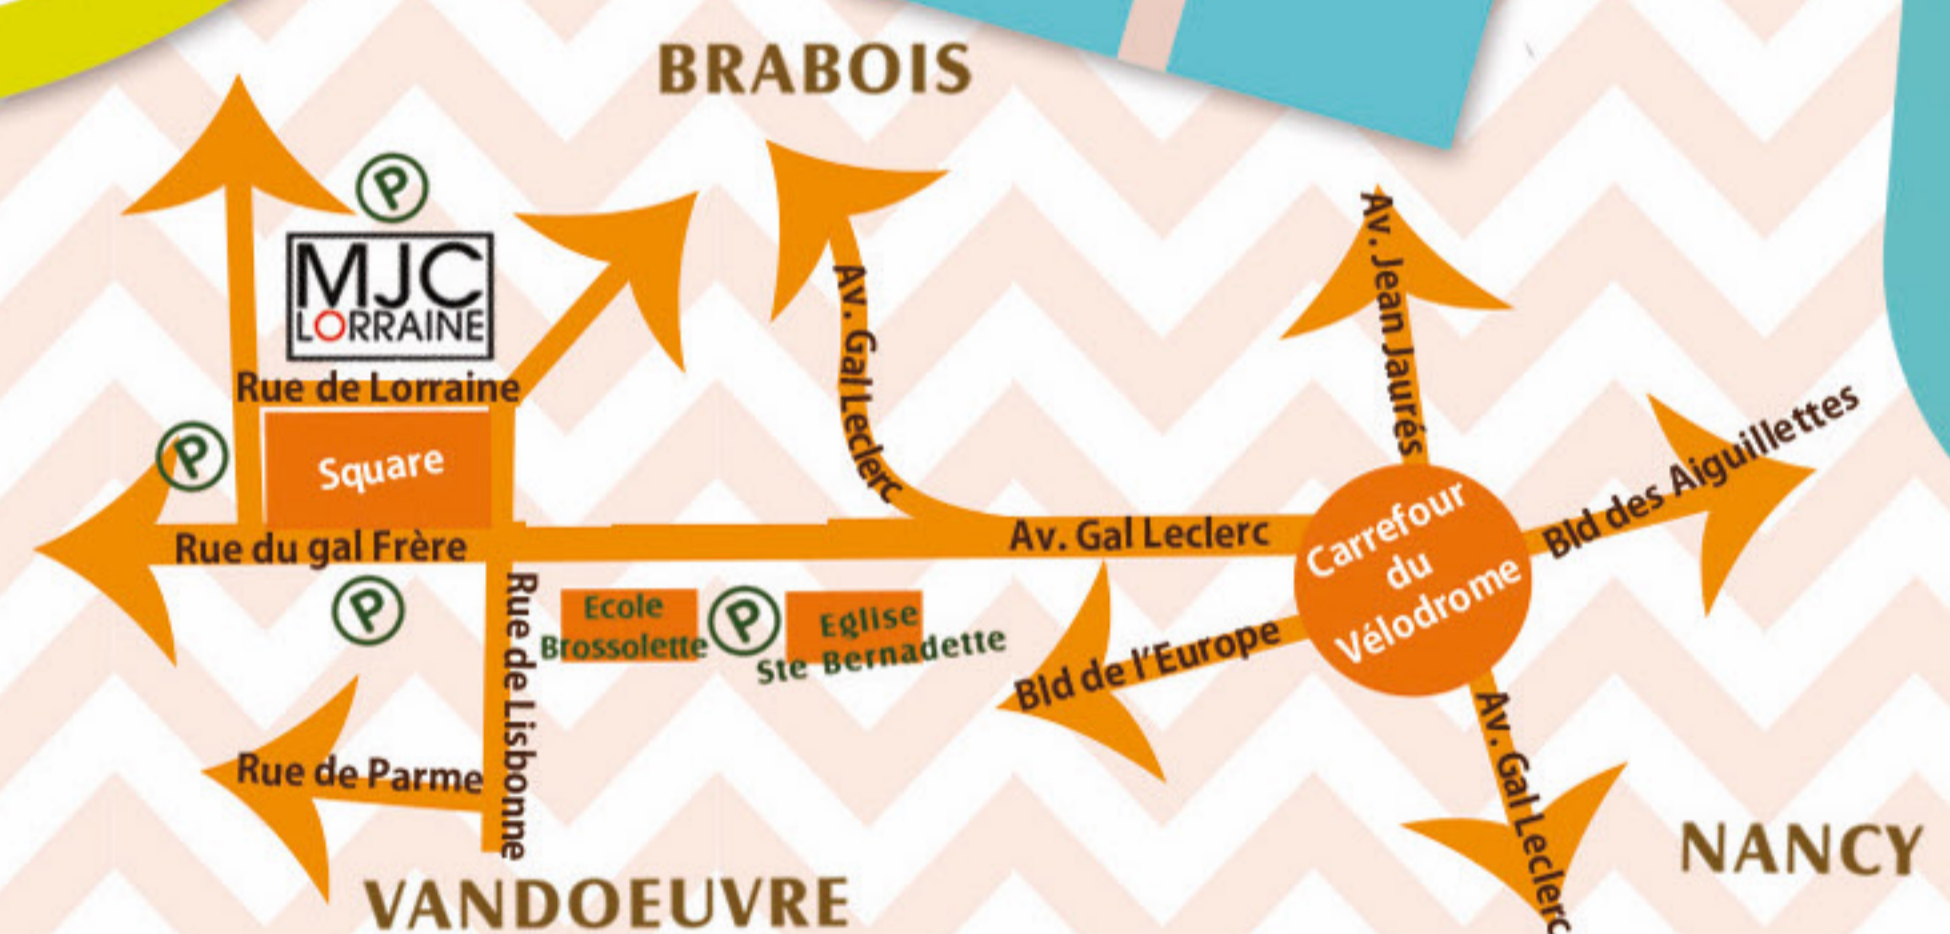 BRABOIS
P
MJC
LORRAINE
Rue de Lorraine
P
Square
Rue du gal Frère
P
Rue de Lisbonne
Ecole
Brossolette
P
Eglise
Ste Bernadette
Rue de Parme
VANDOEUVRE
Av. Gal Leclerc
Av. Gal Leclerc
Av. Jean Jaurés
Carrefour
du
Vélodrome
Bld des Aiguillettes
Bld de l'Europe
Av. Gal Leclerc
NANCY